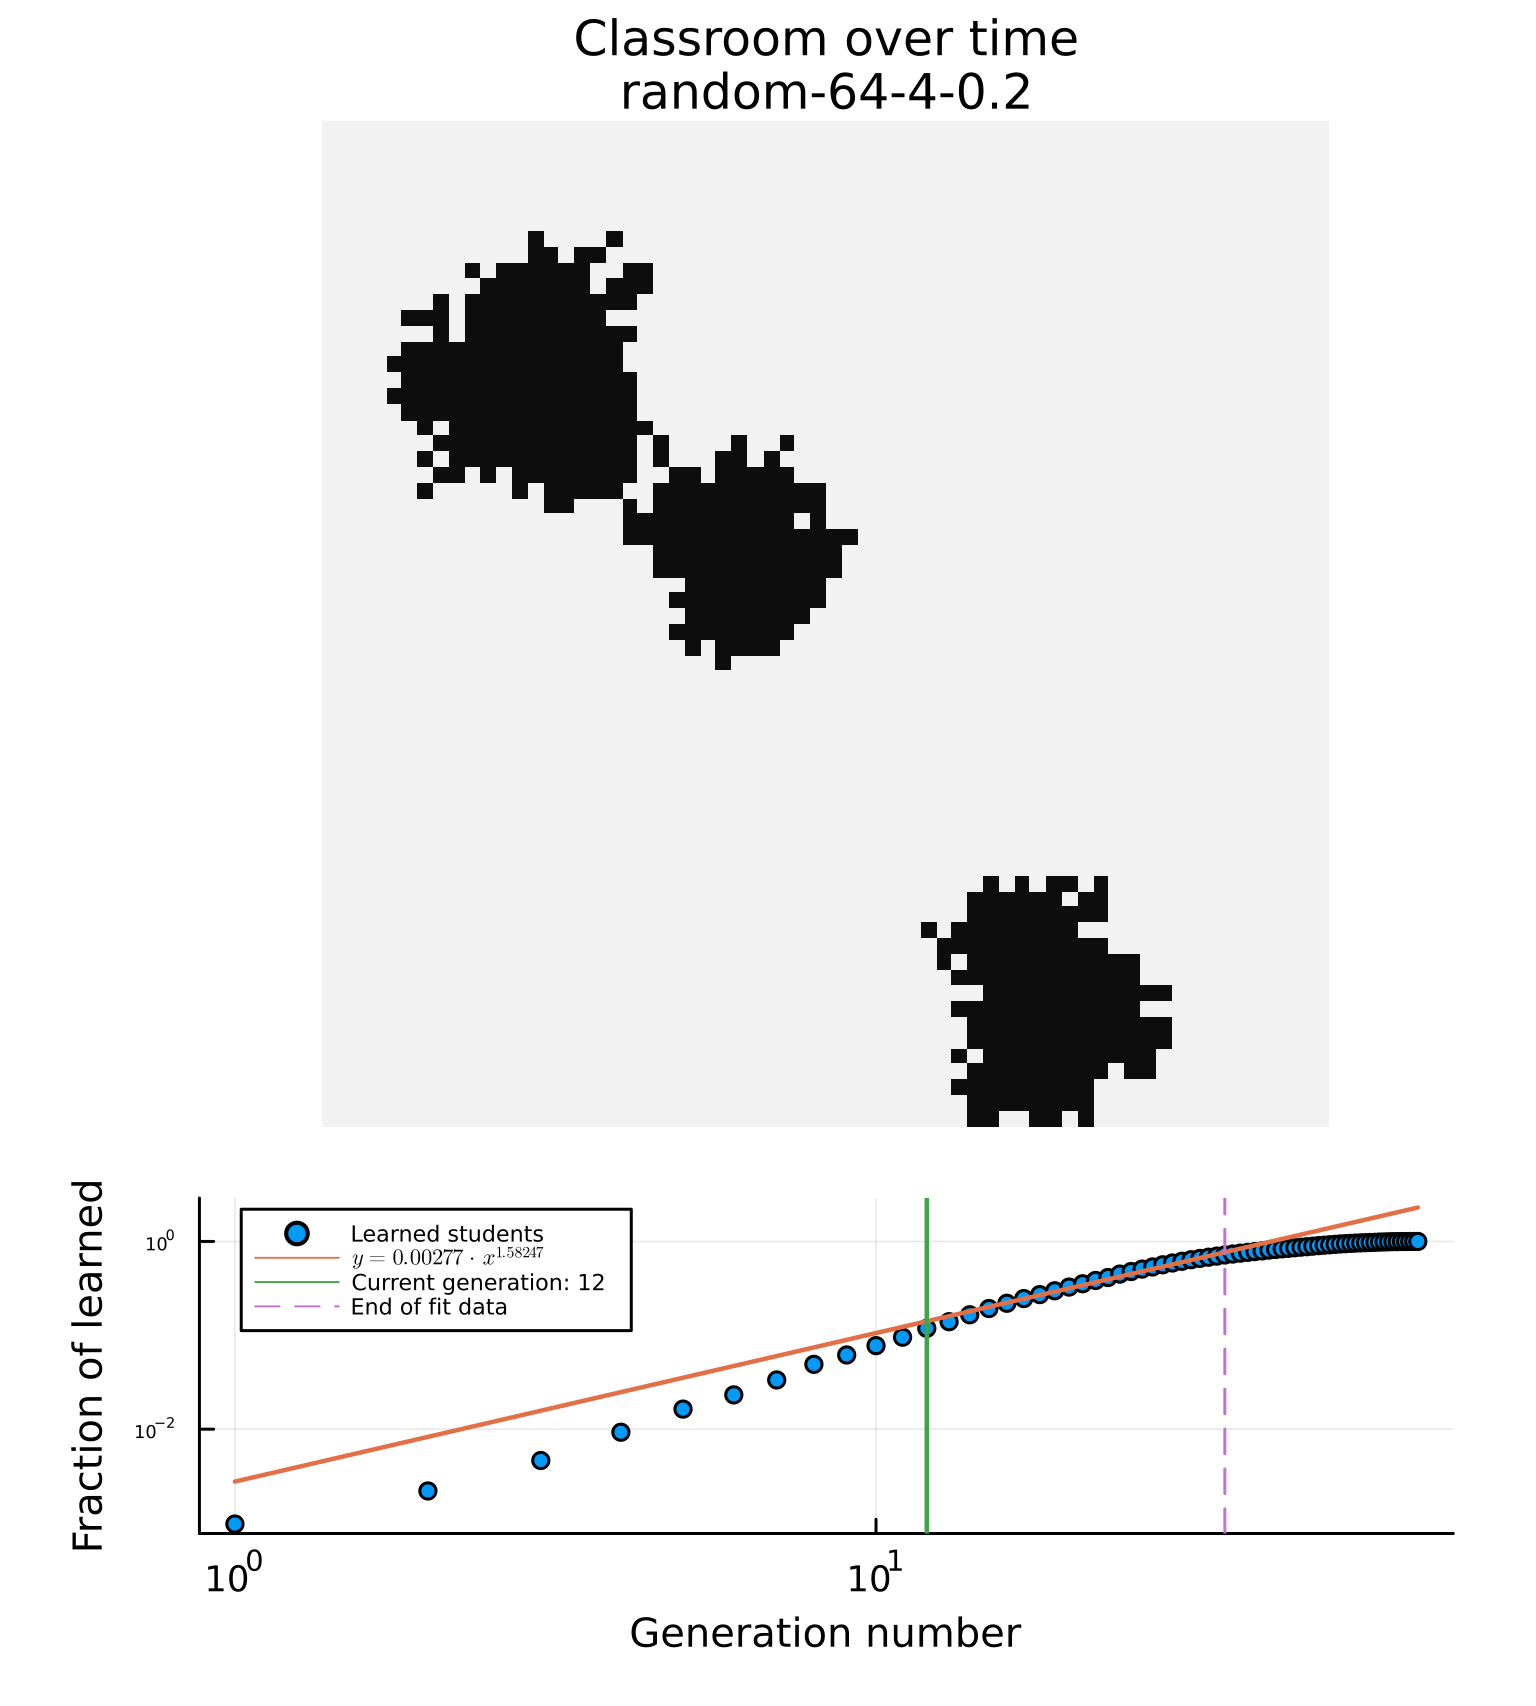 Classroom over time
random-64-4-0.2
Learned students
y = 0.00277 · x^1.58247
Current generation: 12
End of fit data
Fraction of learned
10^0
10^−2
10^0
10^1
Generation number